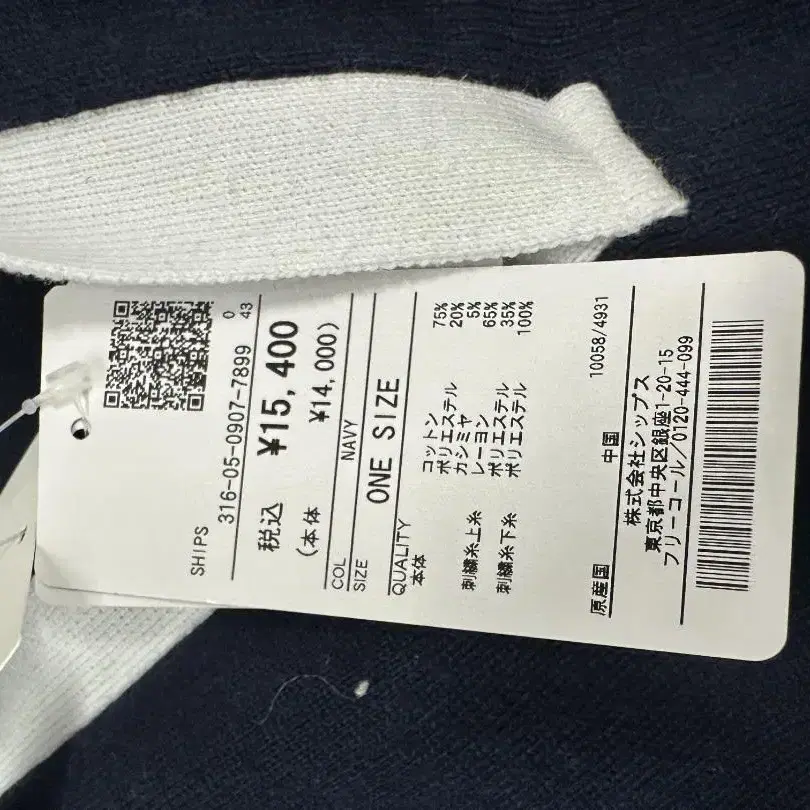 SHIPS
316-05-0907-7899 0
43
税込 ¥15,400
(本体 ¥14,000)
COL NAVY
SIZE ONE SIZE
QUALITY
本体 コットン 75%
ポリエステル 20%
カシミヤ 5%
刺繍糸上糸 レーヨン 65%
ポリエステル 35%
刺繍糸下糸 ポリエステル 100%
10058/4931
原産国 中国
株式会社シップス
東京都中央区銀座1-20-15
フリーコール/0120-444-099